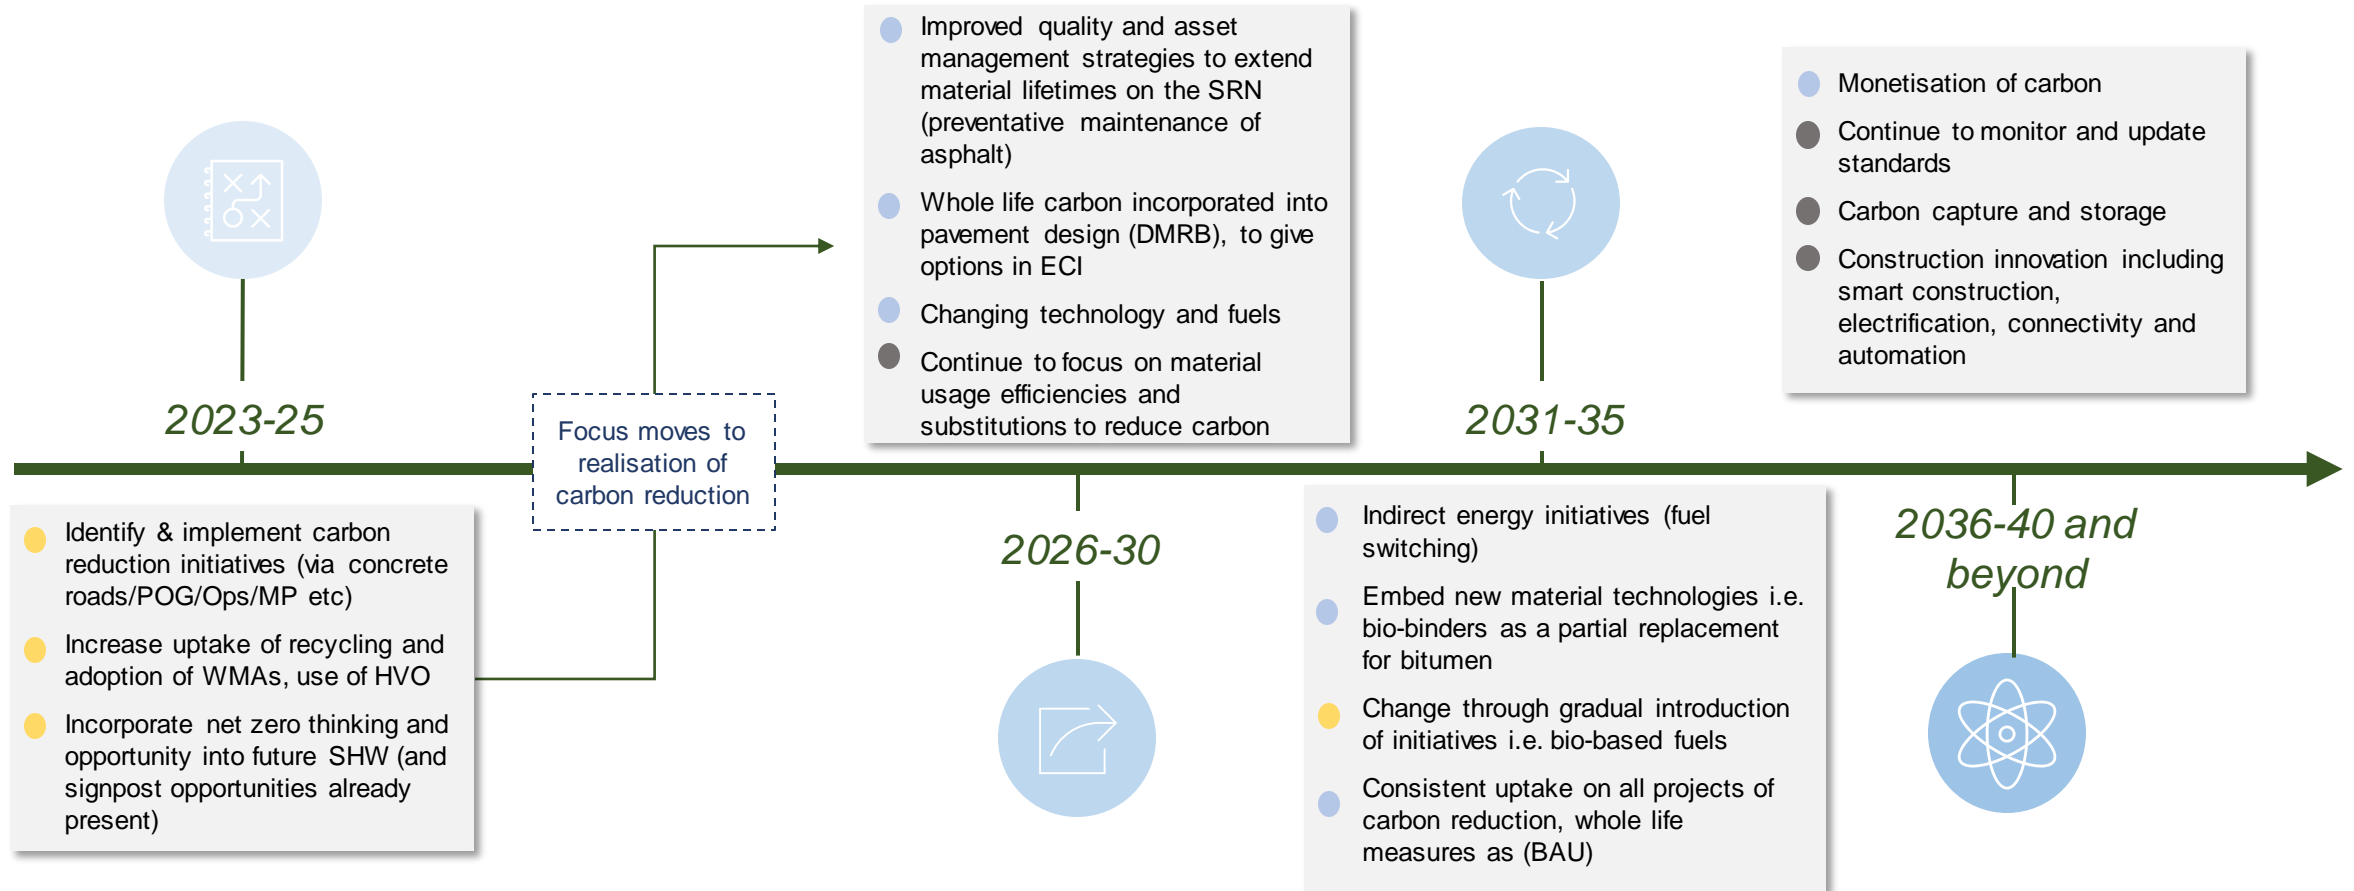 2023-25
Identify & implement carbon
reduction initiatives (via concrete
roads/POG/Ops/MP etc)
Increase uptake of recycling and
adoption of WMAs, use of HVO
Incorporate net zero thinking and
opportunity into future SHW (and
signpost opportunities already
present)
Focus moves to
realisation of
carbon reduction
Improved quality and asset
management strategies to extend
material lifetimes on the SRN
(preventative maintenance of
asphalt)
Whole life carbon incorporated into
pavement design (DMRB), to give
options in ECI
Changing technology and fuels
Continue to focus on material
usage efficiencies and
substitutions to reduce carbon
2026-30
2031-35
Indirect energy initiatives (fuel
switching)
Embed new material technologies i.e.
bio-binders as a partial replacement
for bitumen
Change through gradual introduction
of initiatives i.e. bio-based fuels
Consistent uptake on all projects of
carbon reduction, whole life
measures as (BAU)
Monetisation of carbon
Continue to monitor and update
standards
Carbon capture and storage
Construction innovation including
smart construction,
electrification, connectivity and
automation
2036-40 and
beyond